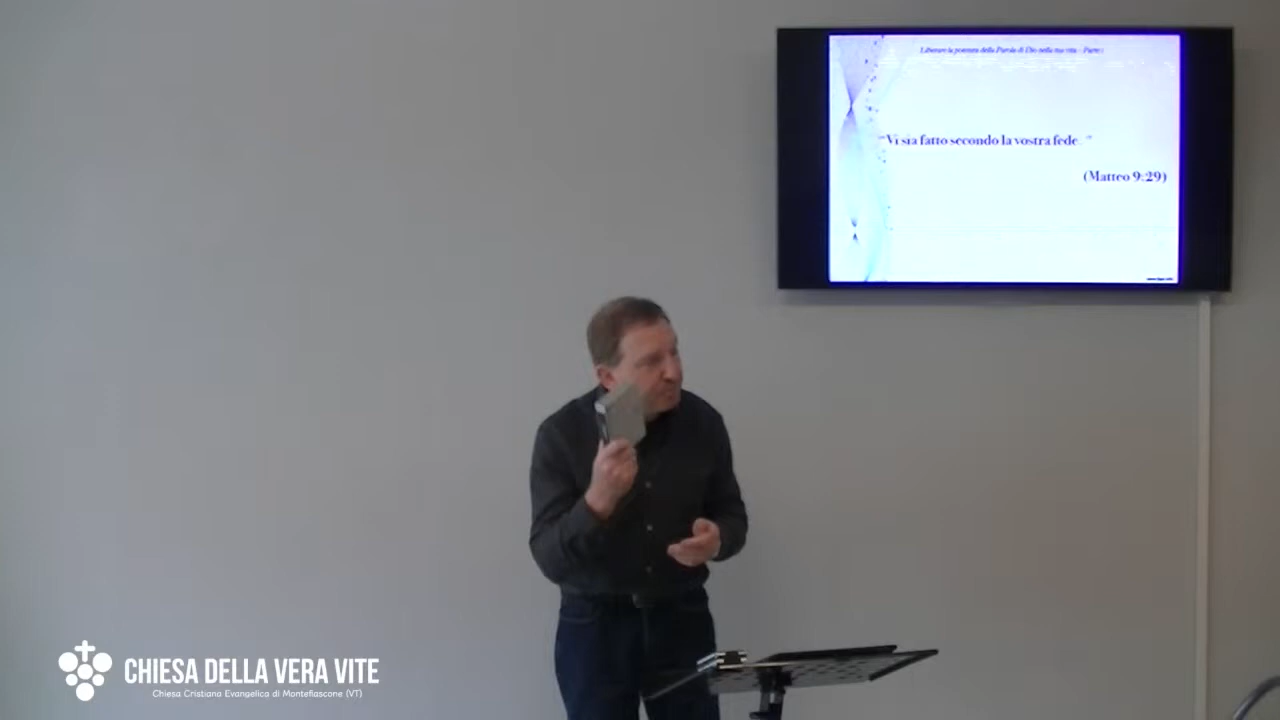 Liberare la potenza della Parola di Dio nella tua vita - Parte 1
"Vi sia fatto secondo la vostra fede. "
(Matteo 9:29)
CHIESA DELLA VERA VITE
Chiesa Cristiana Evangelica di Montefiascone (VT)